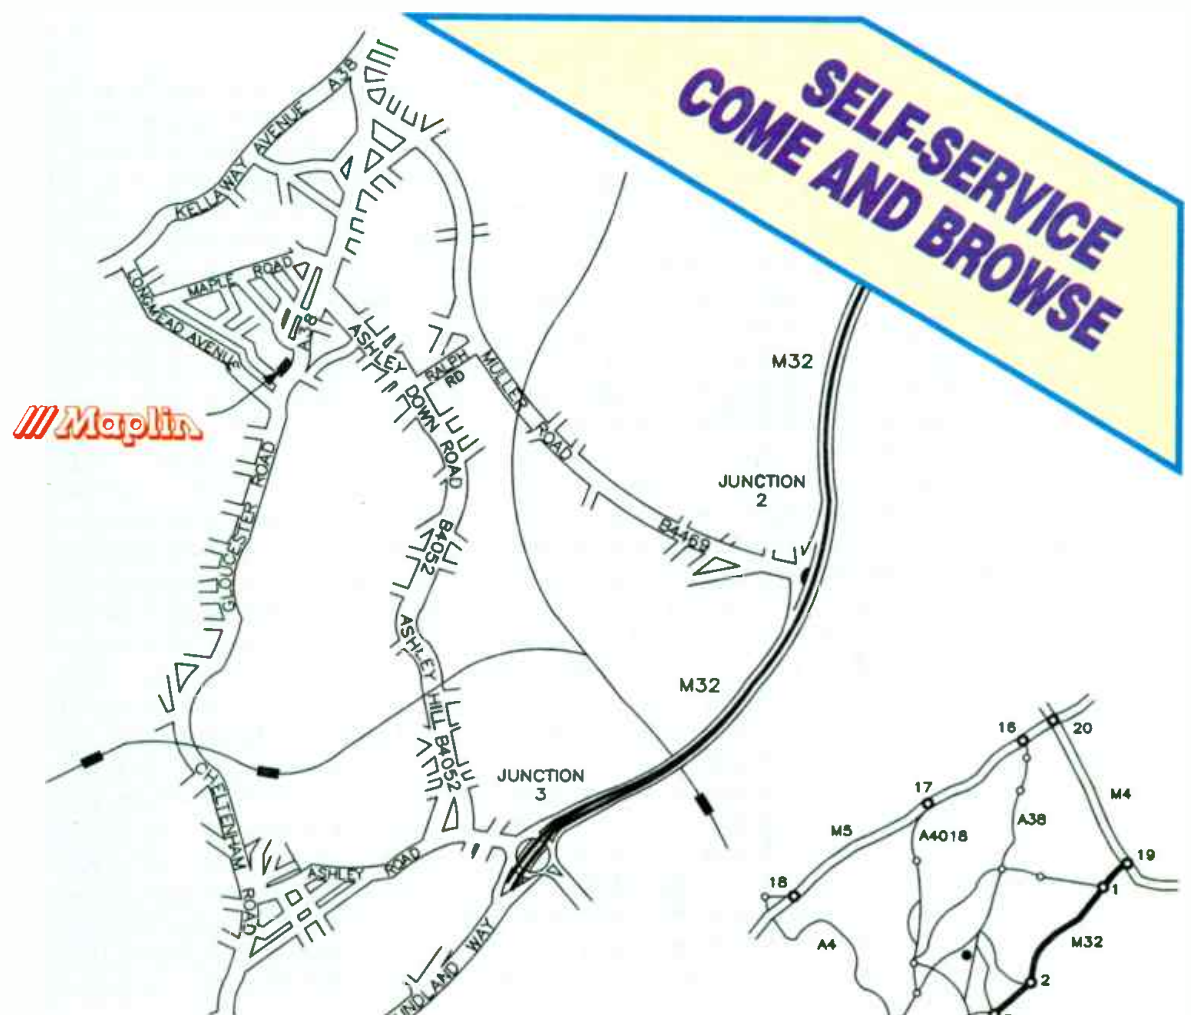 SELF-SERVICE
COME AND BROWSE
KELLAWAY AVENUE A38
LONGMEAD AVENUE
MAPLE ROAD
A38
ASHLEY DOWN ROAD
RALPH
RD
MULLER ROAD
M32
Maplin
GLOUCESTER ROAD
JUNCTION
2
B4469
B4052
ASHLEY HILL B4052
M32
JUNCTION
3
CHELTENHAM ROAD
ASHLEY ROAD
16
20
17
M4
A38
M5
A4018
19
18
1
A4
M32
2